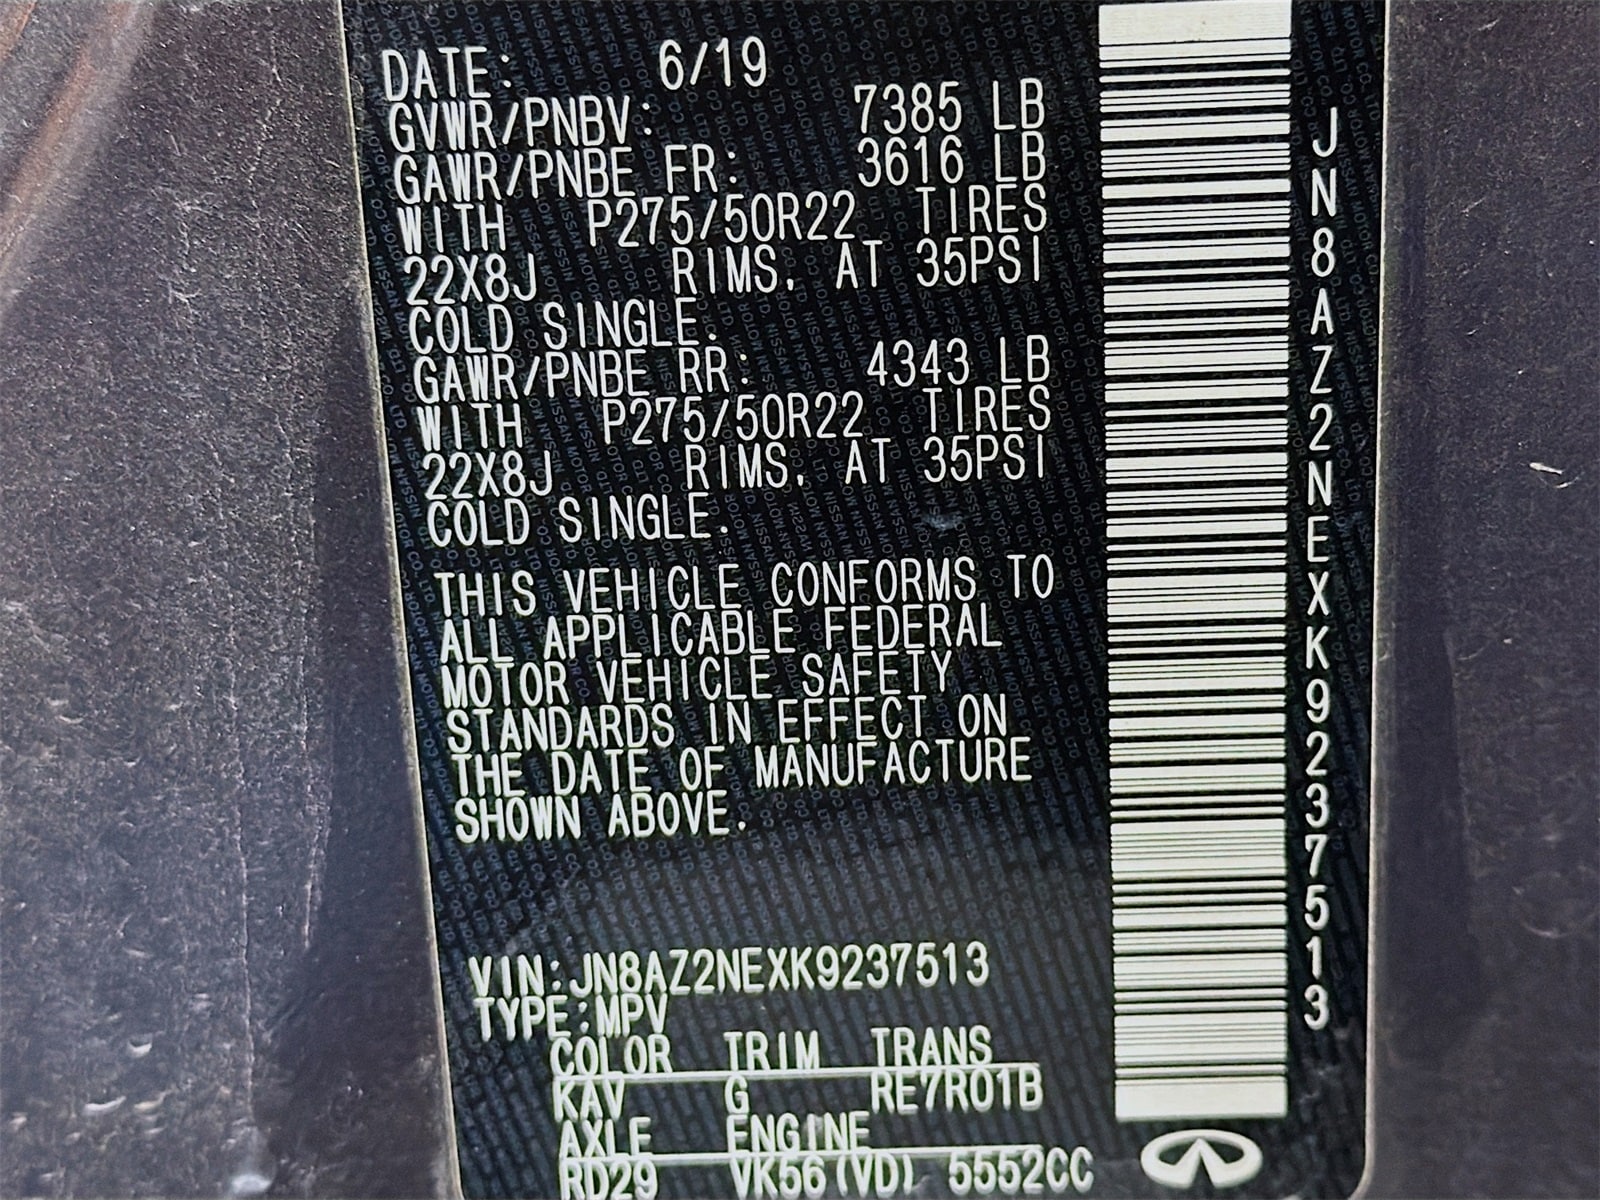 DATE: 6/19
GVWR/PNBV: 7385 LB
GAWR/PNBE FR: 3616 LB
WITH P275/50R22 TIRES
22X8J RIMS. AT 35PSI
COLD SINGLE.
GAWR/PNBE RR: 4343 LB
WITH P275/50R22 TIRES
22X8J RIMS. AT 35PSI
COLD SINGLE.
THIS VEHICLE CONFORMS TO
ALL APPLICABLE FEDERAL
MOTOR VEHICLE SAFETY
STANDARDS IN EFFECT ON
THE DATE OF MANUFACTURE
SHOWN ABOVE.
VIN:JN8AZ2NEXK9237513
TYPE:MPV
COLOR TRIM TRANS
KAV G RE7R01B
AXLE ENGINE
RD29 VK56(VD) 5552CC
JN8AZ2NEXK9237513